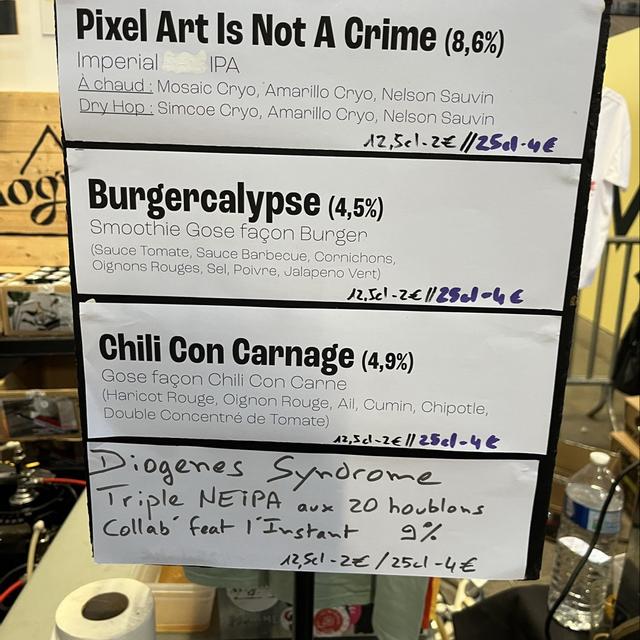 Pixel Art Is Not A Crime (8,6%)
Imperial IPA
À chaud : Mosaic Cryo, Amarillo Cryo, Nelson Sauvin
Dry Hop : Simcoe Cryo, Amarillo Cryo, Nelson Sauvin
12,5cl-2€//25cl-4€
Burgercalypse (4,5%)
Smoothie Gose façon Burger
(Sauce Tomate, Sauce Barbecue, Cornichons,
Oignons Rouges, Sel, Poivre, Jalapeno Vert)
12,5cl-2€//25cl-4€
Chili Con Carnage (4,9%)
Gose façon Chili Con Carne
(Haricot Rouge, Oignon Rouge, Ail, Cumin, Chipotle,
Double Concentré de Tomate)
12,5cl-2€//25cl-4€
Diogenes Syndrome
Triple NEIPA aux 20 houblons
Collab' feat l'Instant 9%
12,5cl-2€/25cl-4€